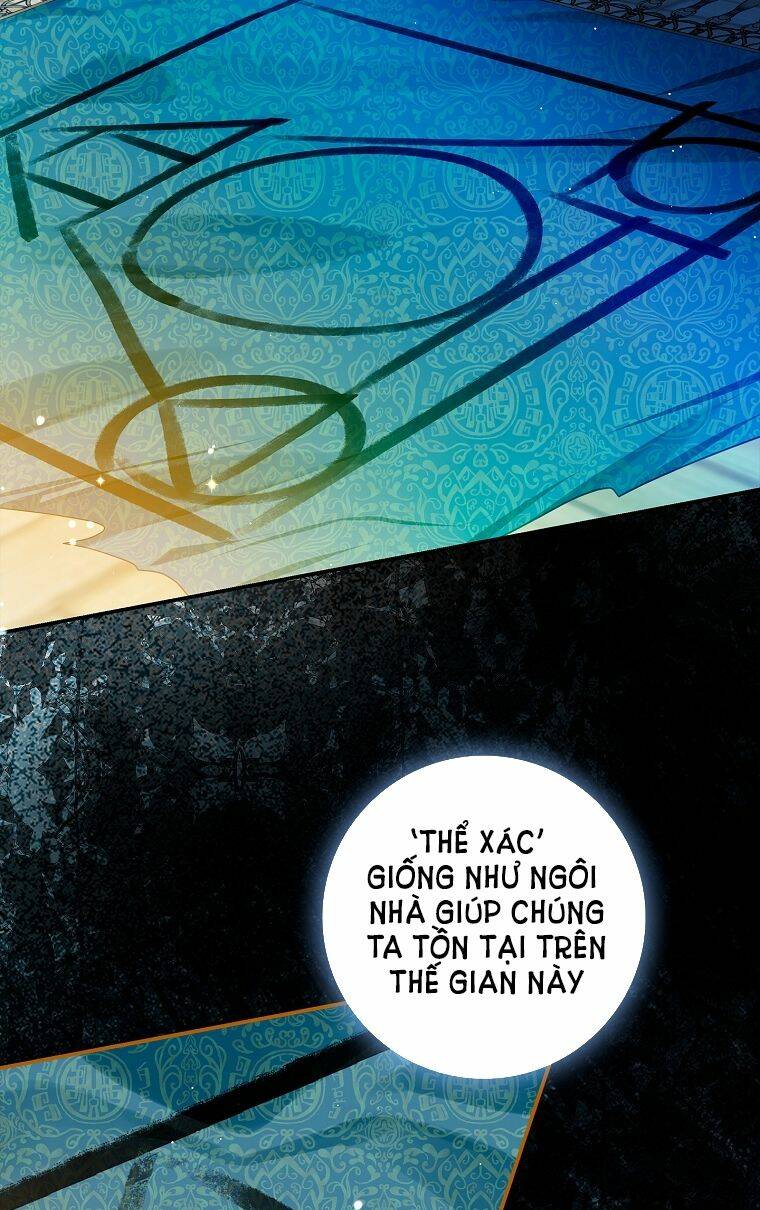 'THỂ XÁC'
GIỐNG NHƯ NGÔI
NHÀ GIÚP CHÚNG
TA TỒN TẠI TRÊN
THẾ GIAN NÀY